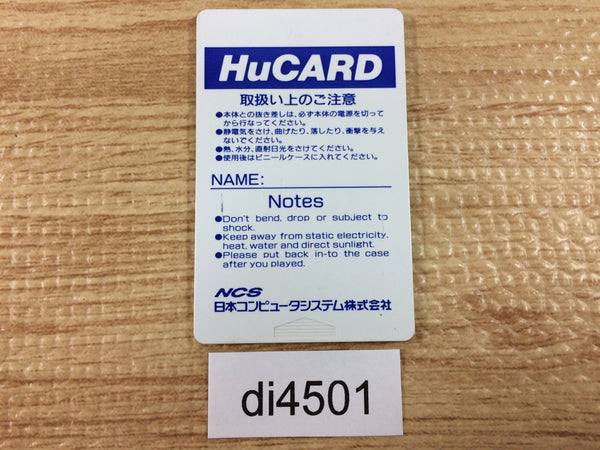 HuCARD
取扱い上のご注意
●本体との抜き差しは、必ず本体の電源を切って
から行なってください。
●静電気をさけ、曲げたり、落したり、衝撃を与え
ないでください。
●熱、水分、直射日光をさけてください。
●使用後はビニールケースに入れてください。
NAME:
Notes
●Don't bend, drop or subject to
shock.
●Keep away from static electricity,
heat, water and direct sunlight.
●Please put back in-to the case
after you played.
NCS
日本コンピュータシステム株式会社
di4501